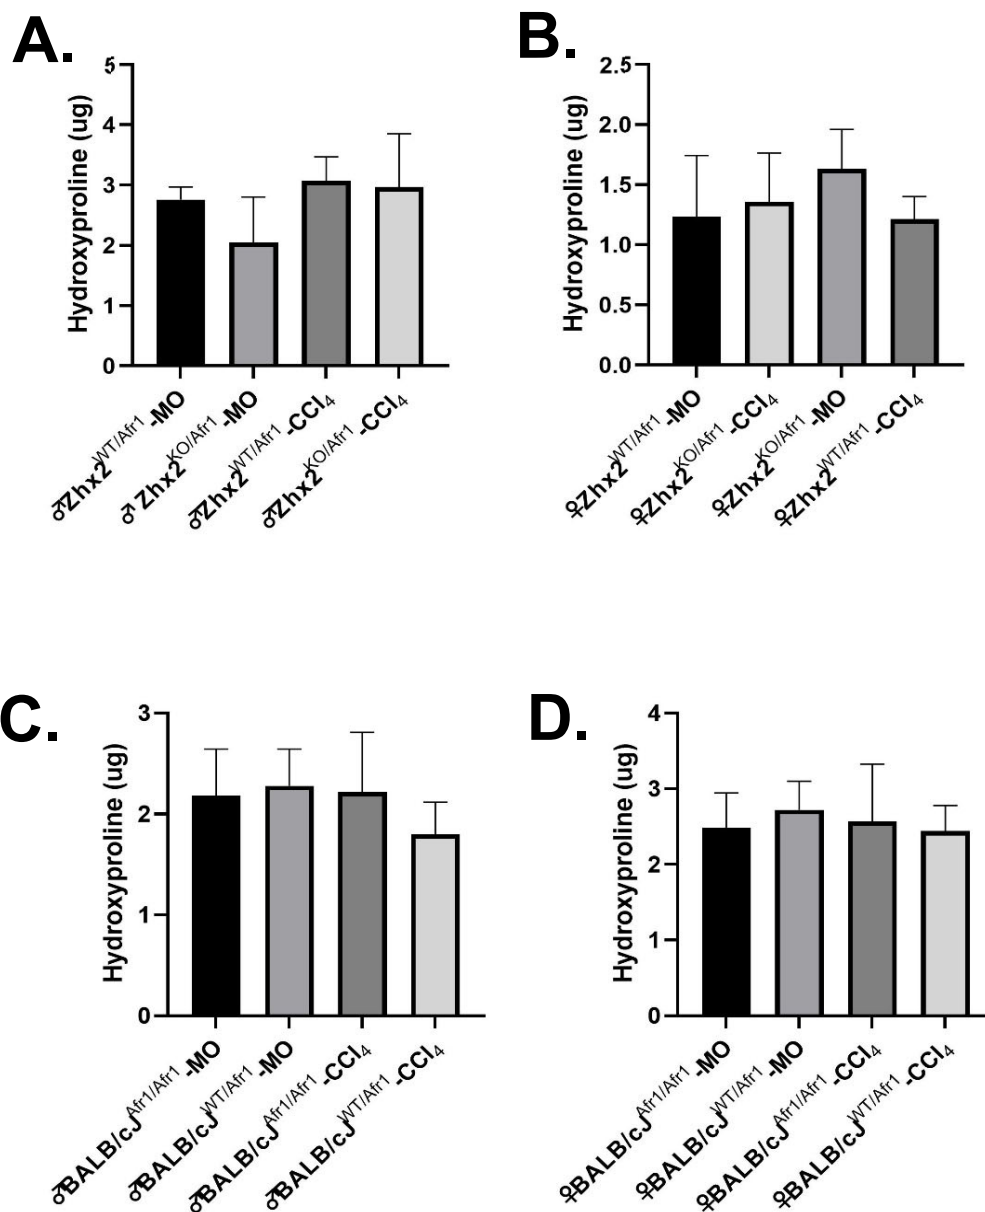 A.
Hydroxyproline (ug)
5
4
3
2
1
0
♂Zhx2WT/Afr1 -MO
♂Zhx2KO/Afr1 -MO
♂Zhx2WT/Afr1 -CCl4
♂Zhx2KO/Afr1 -CCl4
B.
Hydroxyproline (ug)
2.5
2.0
1.5
1.0
0.5
0.0
♀Zhx2WT/Afr1 -MO
♀Zhx2KO/Afr1 -CCl4
♀Zhx2KO/Afr1 -MO
♀Zhx2WT/Afr1 -CCl4
C.
Hydroxyproline (ug)
3
2
1
0
♂BALB/cJAfr1/Afr1 -MO
♂BALB/cJWT/Afr1 -MO
♂BALB/cJAfr1/Afr1 -CCl4
♂BALB/cJWT/Afr1 -CCl4
D.
Hydroxyproline (ug)
4
3
2
1
0
♀BALB/cJAfr1/Afr1 -MO
♀BALB/cJWT/Afr1 -MO
♀BALB/cJAfr1/Afr1 -CCl4
♀BALB/cJWT/Afr1 -CCl4